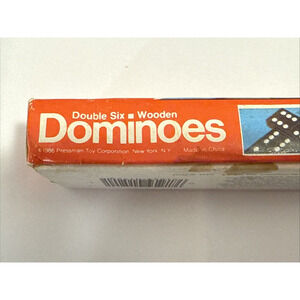 Double Six ■ Wooden
Dominoes
©1986 Pressman Toy Corporation, New York, N.Y. Made in China